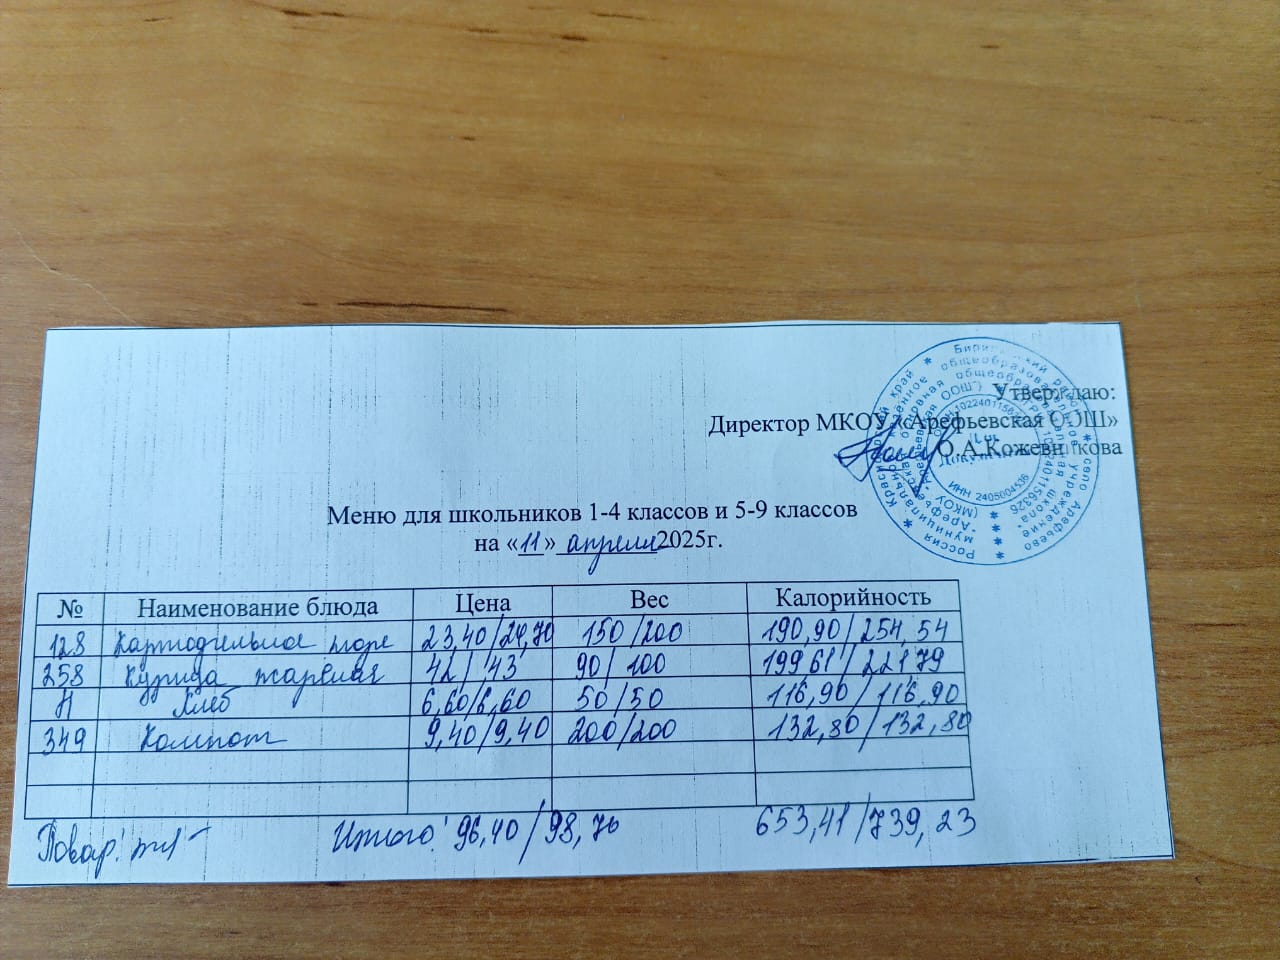 Утверждаю:
Директор МКОУ «Арефьевская ООШ»
О.А.Кожевникова
Меню для школьников 1-4 классов и 5-9 классов
на «11» апреля 2025г.
№ Наименование блюда Цена Вес Калорийность
128 Картофельное пюре 23,40/24,70 150/200 190,90/254,54
258 Курица жареная 42/43 90/100 199,61/221,79
Н Хлеб 6,60/6,60 50/50 116,90/116,90
349 Компот 9,40/9,40 200/200 132,80/132,80
Повар: Итого: 96,40/98,76 653,41/739,23
ИНН 2405004536